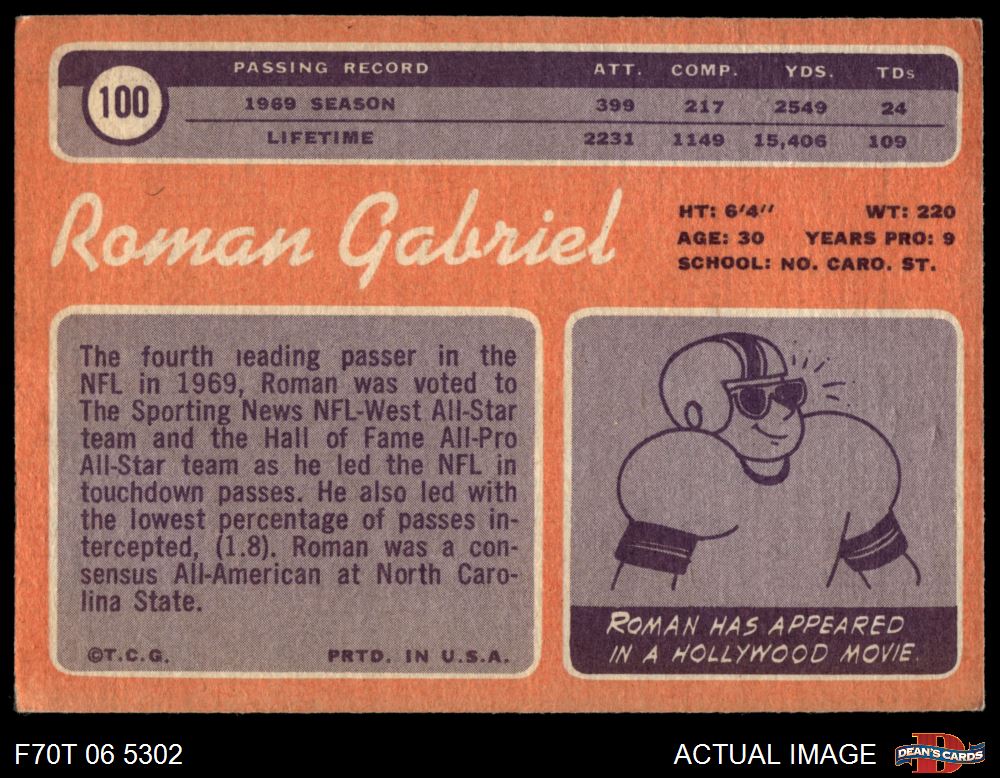 100
PASSING RECORD ATT. COMP. YDS. TDs
1969 SEASON 399 217 2549 24
LIFETIME 2231 1149 15,406 109
Roman Gabriel
HT: 6'4" WT: 220
AGE: 30 YEARS PRO: 9
SCHOOL: NO. CARO. ST.
The fourth leading passer in the
NFL in 1969, Roman was voted to
The Sporting News NFL-West All-Star
team and the Hall of Fame All-Pro
All-Star team as he led the NFL in
touchdown passes. He also led with
the lowest percentage of passes in-
tercepted, (1.8). Roman was a con-
sensus All-American at North Caro-
lina State.
©T.C.G. PRTD. IN U.S.A.
ROMAN HAS APPEARED
IN A HOLLYWOOD MOVIE.
F70T 06 5302
ACTUAL IMAGE
DEAN'S CARDS